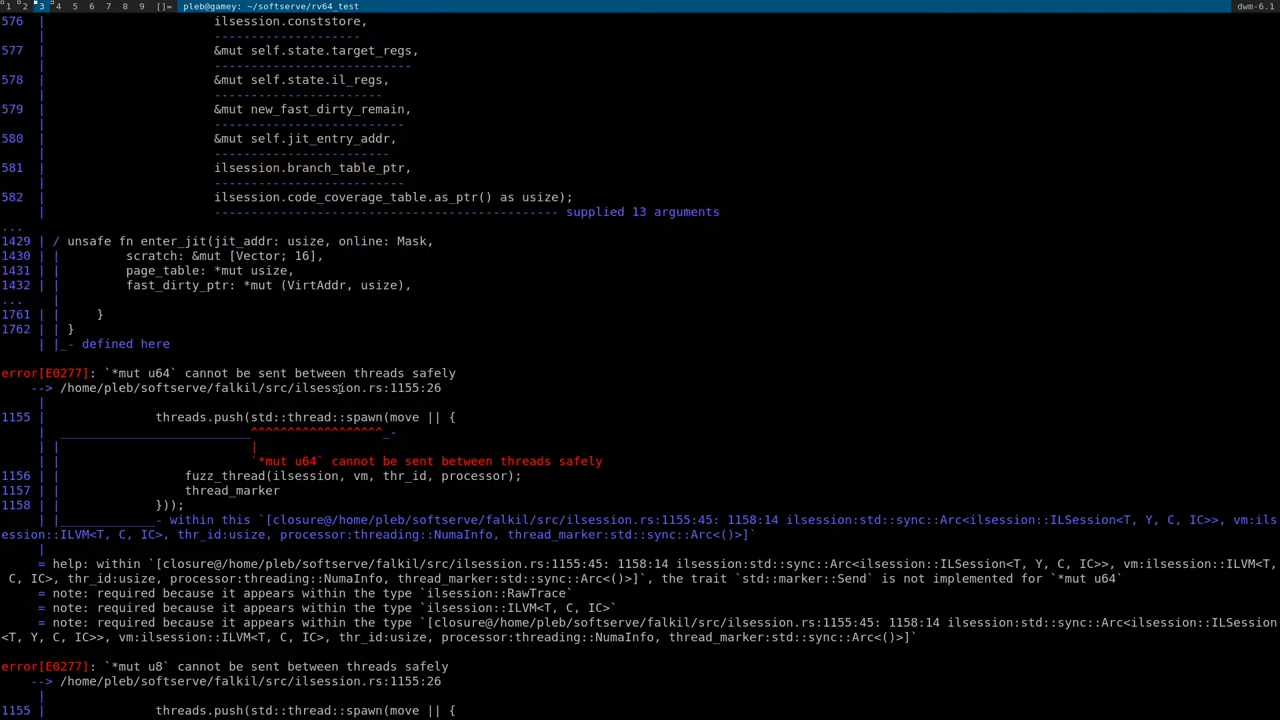 1 2 3 4 5 6 7 8 9 []= pleb@gamey: ~/softserve/rv64_test dwm-6.1
576 | ilsession.conststore,
| --------------------
577 | &mut self.state.target_regs,
| ---------------------------
578 | &mut self.state.il_regs,
| -----------------------
579 | &mut new_fast_dirty_remain,
| --------------------------
580 | &mut self.jit_entry_addr,
| ------------------------
581 | ilsession.branch_table_ptr,
| --------------------------
582 | ilsession.code_coverage_table.as_ptr() as usize);
| ----------------------------------------------- supplied 13 arguments
...
1429 | / unsafe fn enter_jit(jit_addr: usize, online: Mask,
1430 | | scratch: &mut [Vector; 16],
1431 | | page_table: *mut usize,
1432 | | fast_dirty_ptr: *mut (VirtAddr, usize),
... |
1761 | | }
1762 | | }
| |_- defined here
error[E0277]: `*mut u64` cannot be sent between threads safely
--> /home/pleb/softserve/falkil/src/ilsession.rs:1155:26
|
1155 | threads.push(std::thread::spawn(move || {
| __________________________^^^^^^^^^^^^^^^^^^_-
| | |
| | `*mut u64` cannot be sent between threads safely
1156 | | fuzz_thread(ilsession, vm, thr_id, processor);
1157 | | thread_marker
1158 | | }));
| |_____________- within this `[closure@/home/pleb/softserve/falkil/src/ilsession.rs:1155:45: 1158:14 ilsession:std::sync::Arc<ilsession::ILSession<T, Y, C, IC>>, vm:ils
ession::ILVM<T, C, IC>, thr_id:usize, processor:threading::NumaInfo, thread_marker:std::sync::Arc<()>]`
|
= help: within `[closure@/home/pleb/softserve/falkil/src/ilsession.rs:1155:45: 1158:14 ilsession:std::sync::Arc<ilsession::ILSession<T, Y, C, IC>>, vm:ilsession::ILVM<T,
C, IC>, thr_id:usize, processor:threading::NumaInfo, thread_marker:std::sync::Arc<()>]`, the trait `std::marker::Send` is not implemented for `*mut u64`
= note: required because it appears within the type `ilsession::RawTrace`
= note: required because it appears within the type `ilsession::ILVM<T, C, IC>`
= note: required because it appears within the type `[closure@/home/pleb/softserve/falkil/src/ilsession.rs:1155:45: 1158:14 ilsession:std::sync::Arc<ilsession::ILSession
<T, Y, C, IC>>, vm:ilsession::ILVM<T, C, IC>, thr_id:usize, processor:threading::NumaInfo, thread_marker:std::sync::Arc<()>]`
error[E0277]: `*mut u8` cannot be sent between threads safely
--> /home/pleb/softserve/falkil/src/ilsession.rs:1155:26
|
1155 | threads.push(std::thread::spawn(move || {